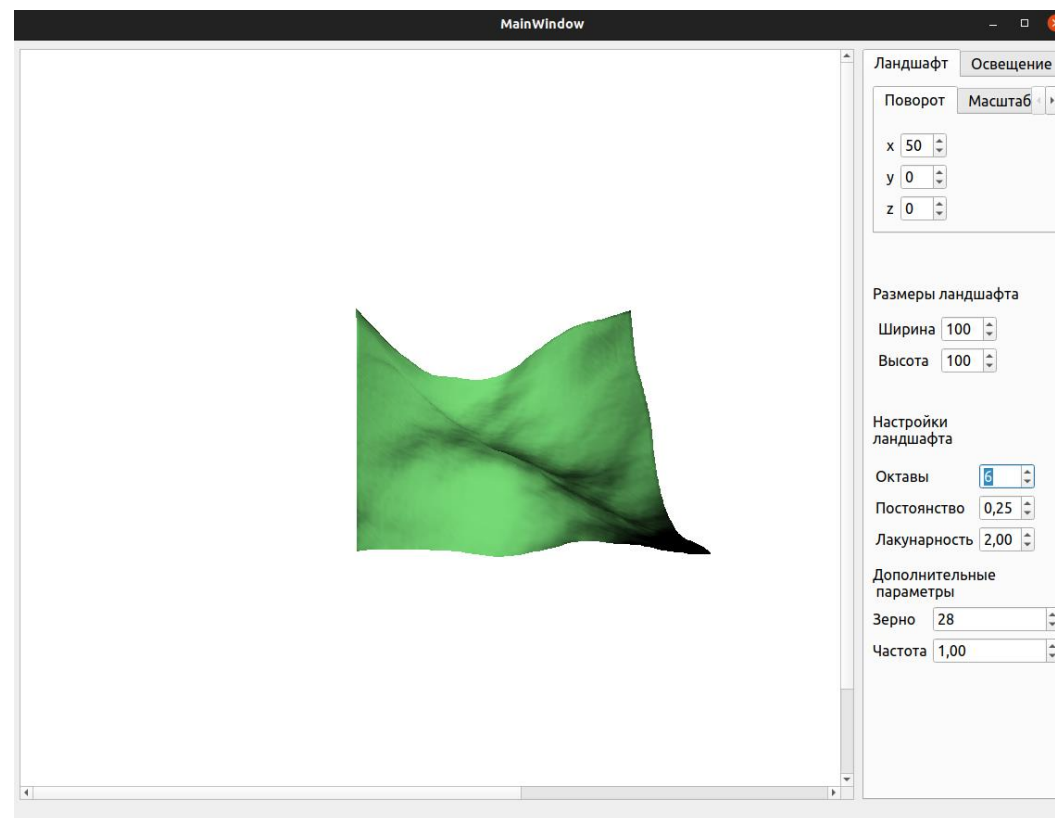 MainWindow
Ландшафт Освещение
Поворот Масштаб
x 50
y 0
z 0
Размеры ландшафта
Ширина 100
Высота 100
Настройки
ландшафта
Октавы 6
Постоянство 0,25
Лакунарность 2,00
Дополнительные
параметры
Зерно 28
Частота 1,00